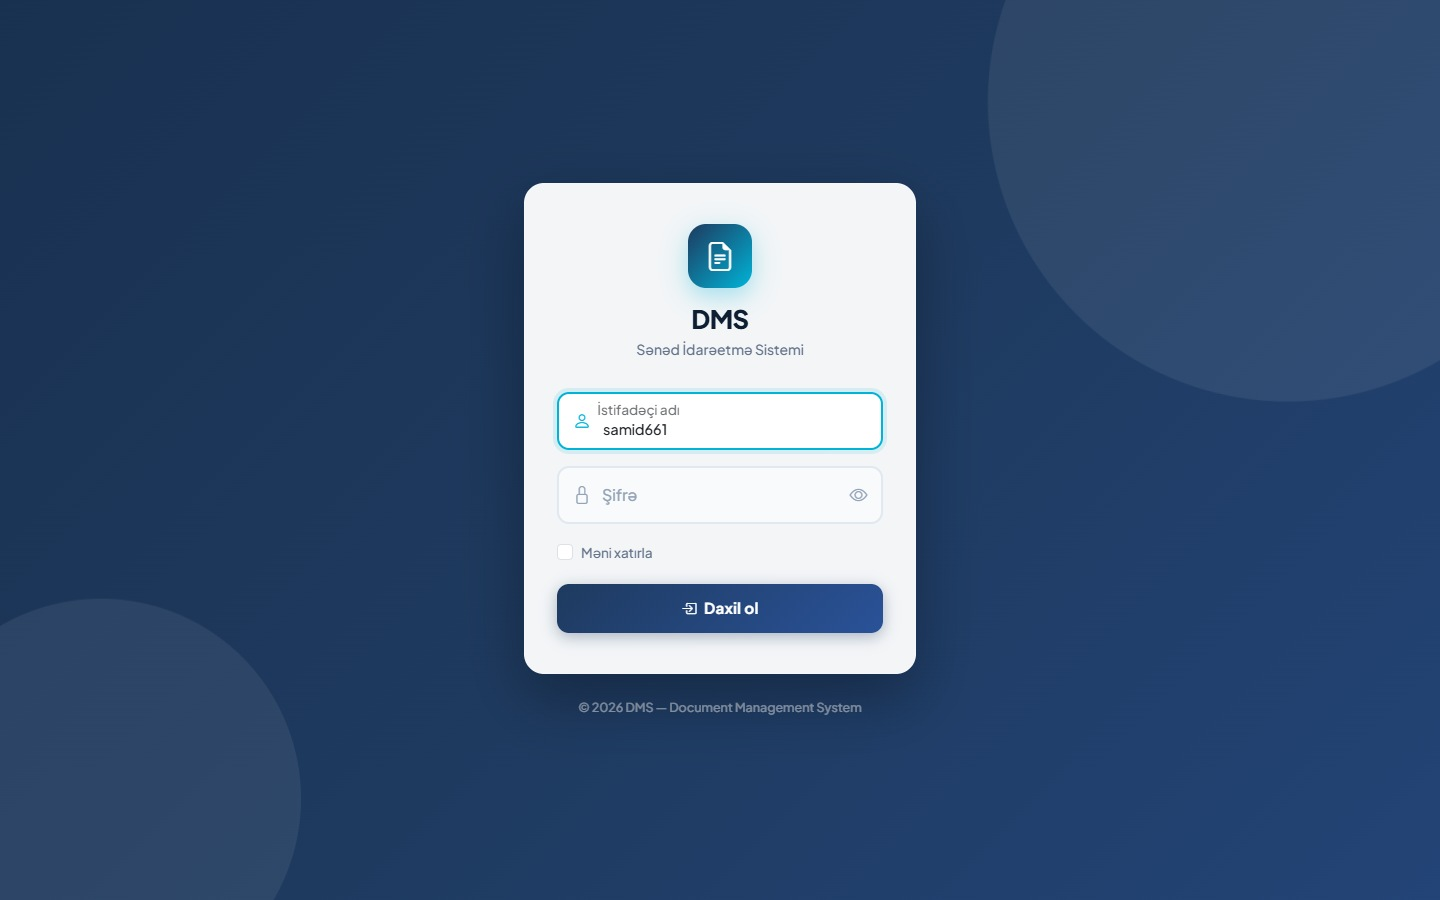 DMS
Sənəd İdarəetmə Sistemi
İstifadəçi adı
samid661
Şifrə
Məni xatırla
Daxil ol
© 2026 DMS — Document Management System